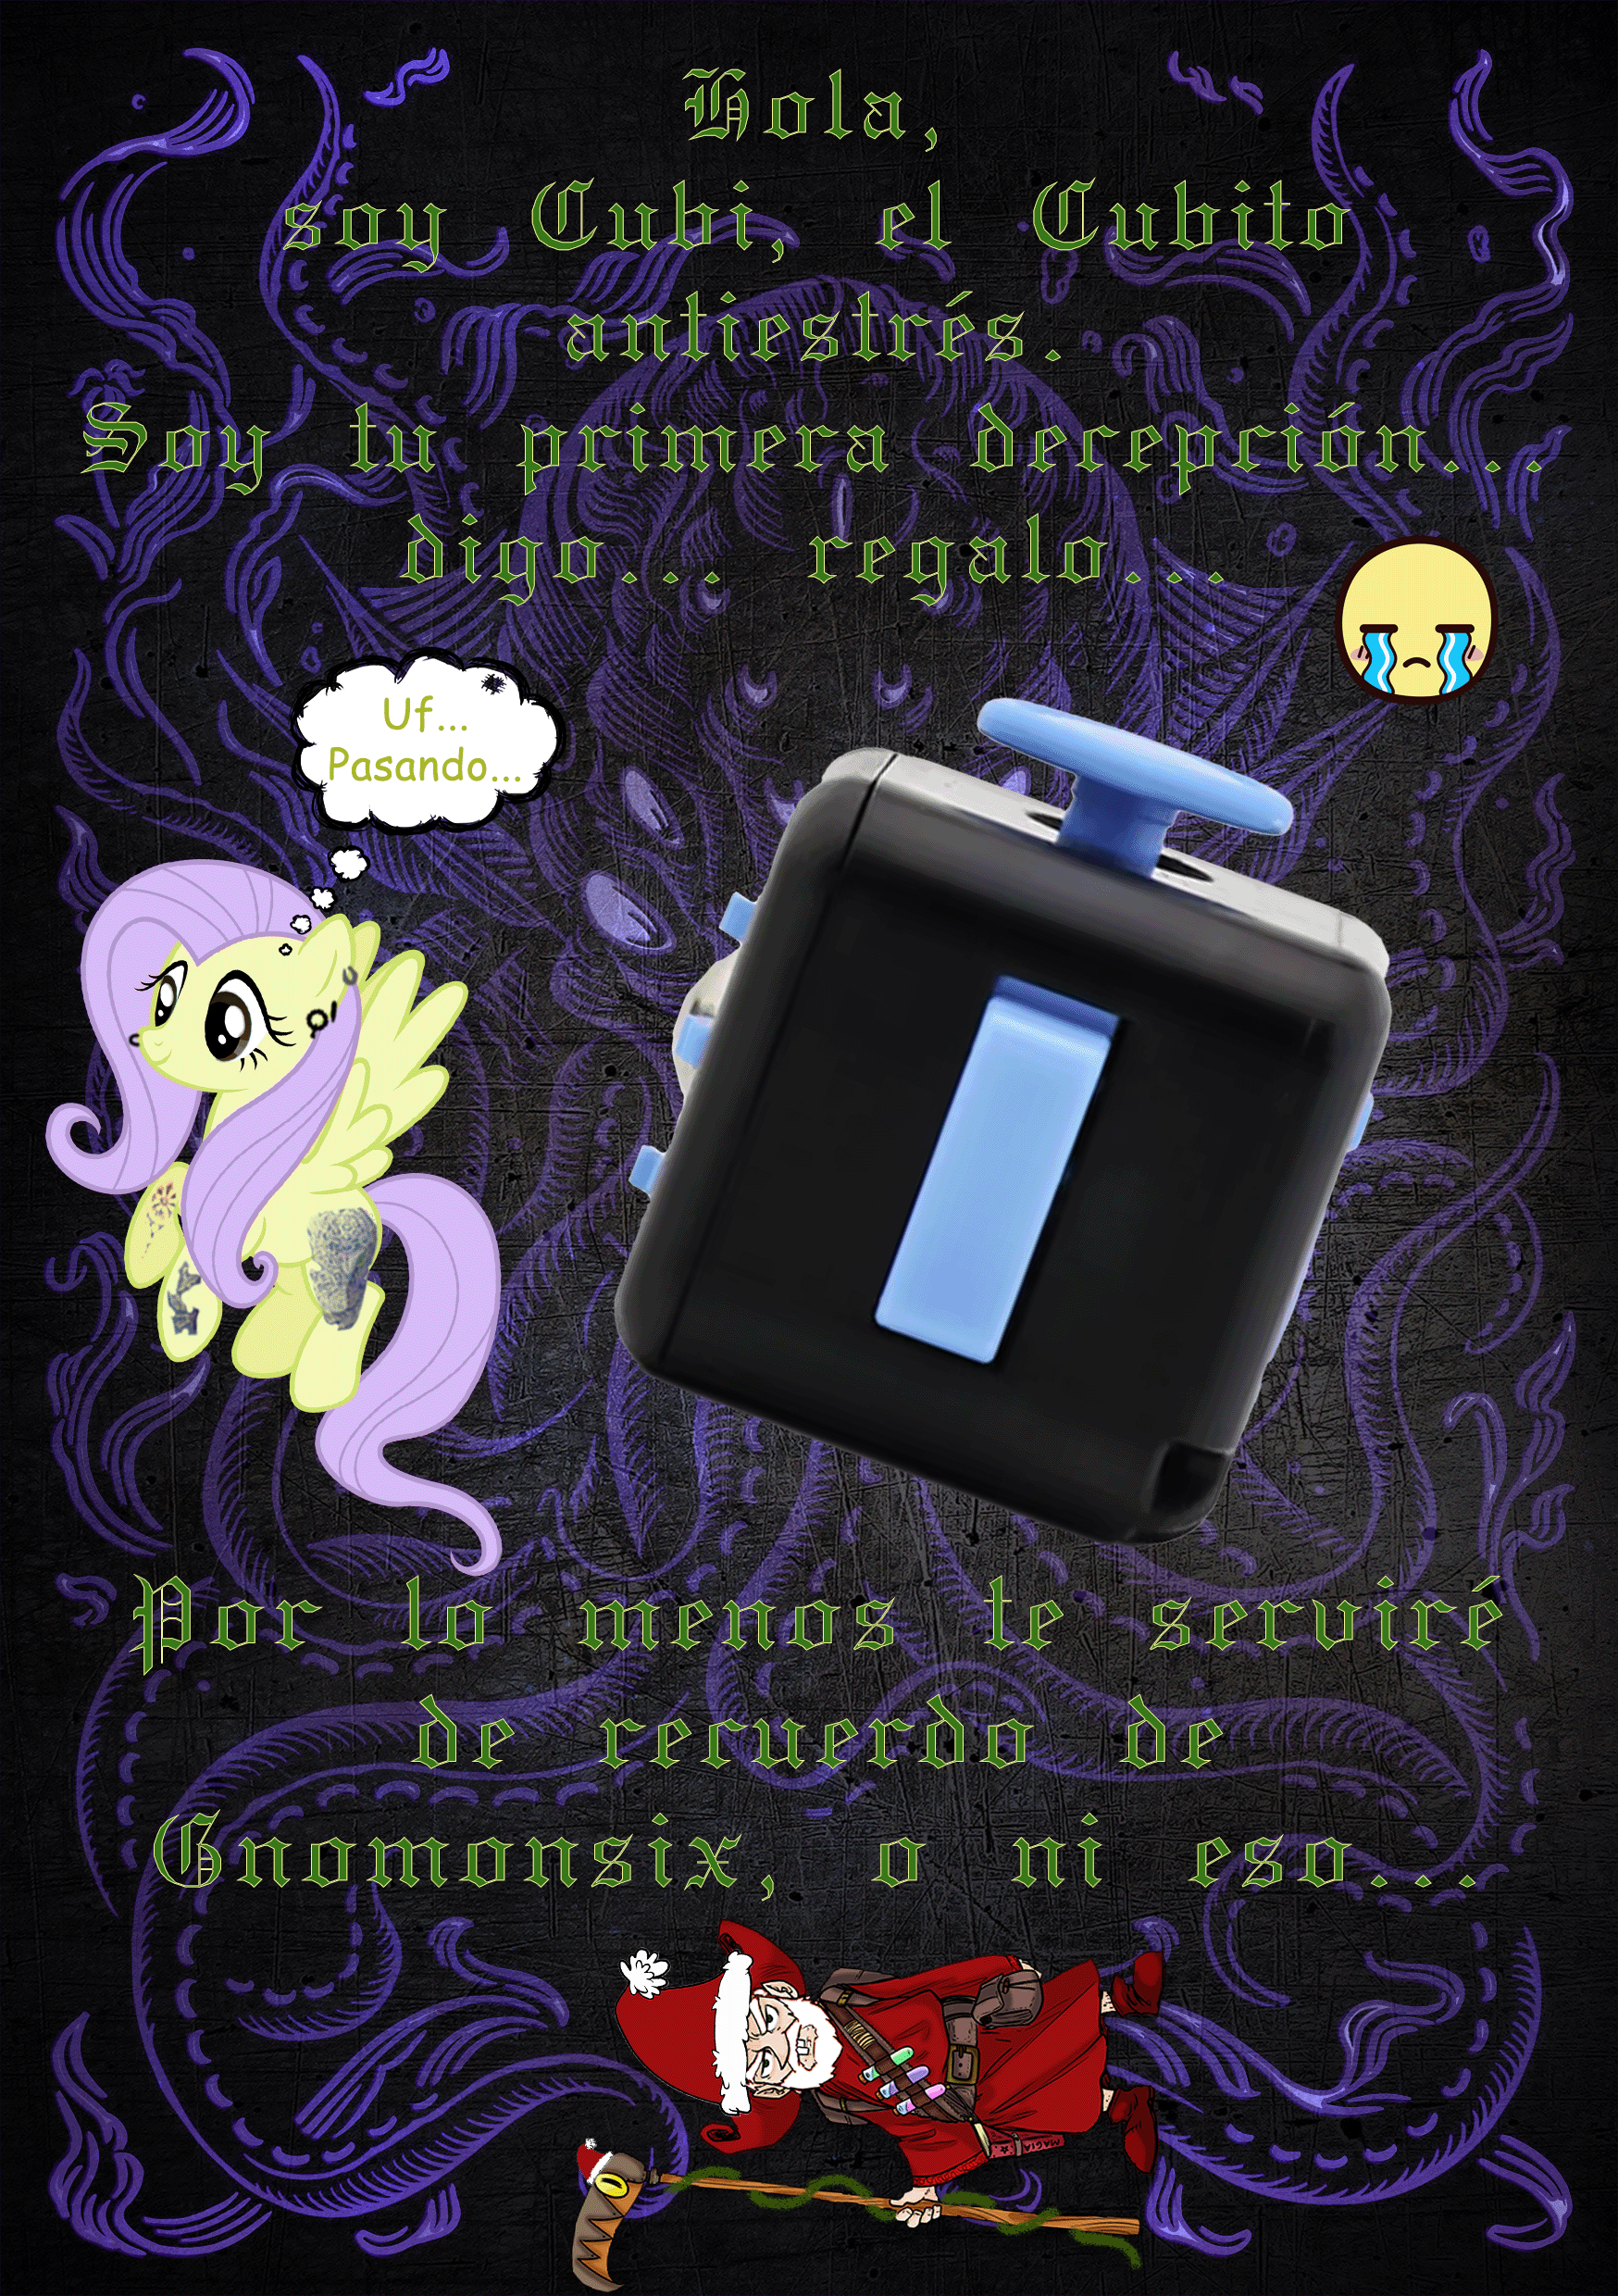 Hola,
soy Cubi, el Cubito
antiestrés.
Soy tu primera decepción...
digo... regalo...
Uf...
Pasando...
Por lo menos te serviré
de recuerdo de
Gnomonsix, o ni eso...
MAGIA